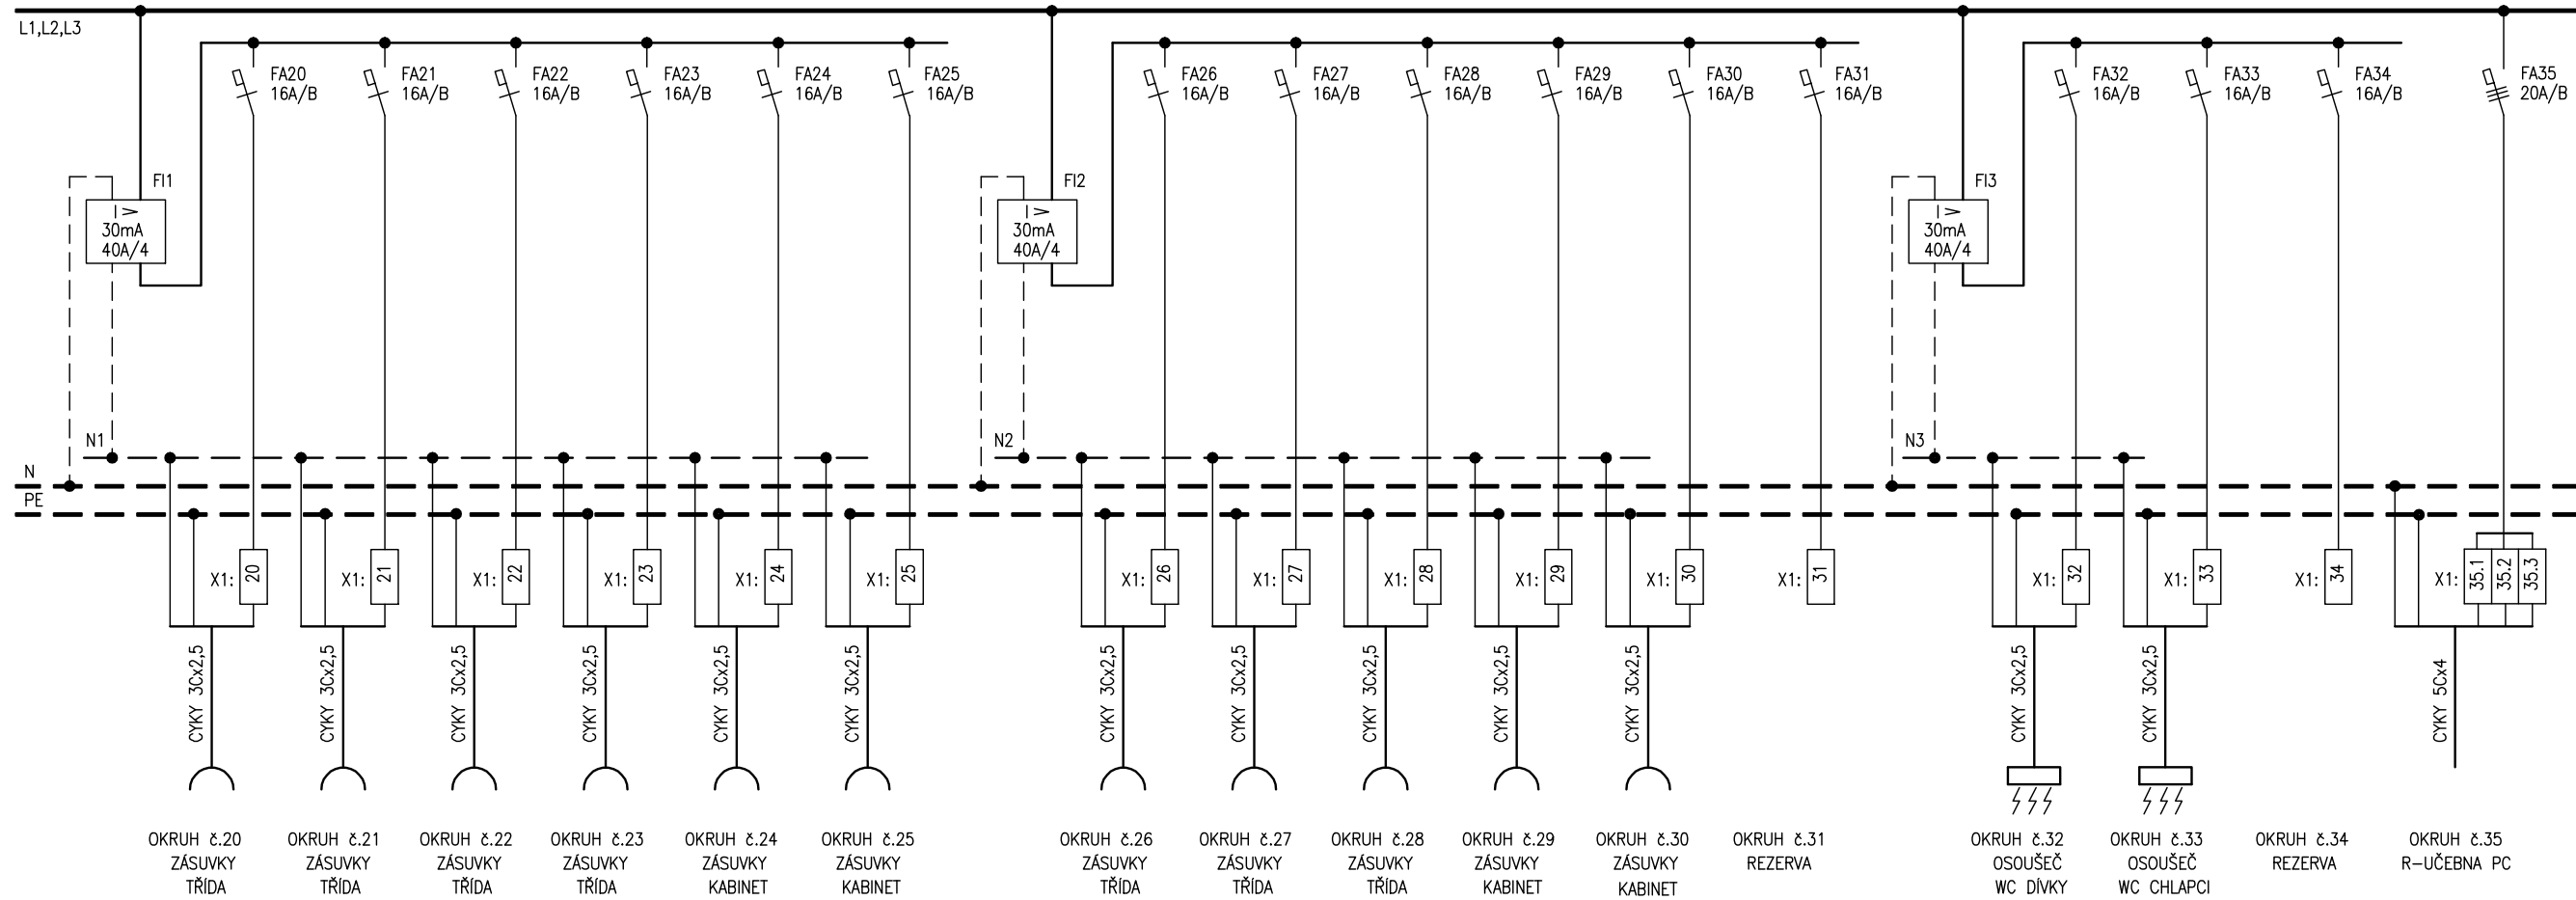 L1,L2,L3
FA20
16A/B
FA21
16A/B
FA22
16A/B
FA23
16A/B
FA24
16A/B
FA25
16A/B
FA26
16A/B
FA27
16A/B
FA28
16A/B
FA29
16A/B
FA30
16A/B
FA31
16A/B
FA32
16A/B
FA33
16A/B
FA34
16A/B
FA35
20A/B
FI1
I >
30mA
40A/4
FI2
I >
30mA
40A/4
FI3
I >
30mA
40A/4
N1
N2
N3
N
PE
X1: 20
X1: 21
X1: 22
X1: 23
X1: 24
X1: 25
X1: 26
X1: 27
X1: 28
X1: 29
X1: 30
X1: 31
X1: 32
X1: 33
X1: 34
X1: 35.1 35.2 35.3
CYKY 3Cx2,5
CYKY 3Cx2,5
CYKY 3Cx2,5
CYKY 3Cx2,5
CYKY 3Cx2,5
CYKY 3Cx2,5
CYKY 3Cx2,5
CYKY 3Cx2,5
CYKY 3Cx2,5
CYKY 3Cx2,5
CYKY 3Cx2,5
CYKY 3Cx2,5
CYKY 3Cx2,5
CYKY 5Cx4
OKRUH č.20
ZÁSUVKY
TŘÍDA
OKRUH č.21
ZÁSUVKY
TŘÍDA
OKRUH č.22
ZÁSUVKY
TŘÍDA
OKRUH č.23
ZÁSUVKY
TŘÍDA
OKRUH č.24
ZÁSUVKY
KABINET
OKRUH č.25
ZÁSUVKY
KABINET
OKRUH č.26
ZÁSUVKY
TŘÍDA
OKRUH č.27
ZÁSUVKY
TŘÍDA
OKRUH č.28
ZÁSUVKY
TŘÍDA
OKRUH č.29
ZÁSUVKY
KABINET
OKRUH č.30
ZÁSUVKY
KABINET
OKRUH č.31
REZERVA
OKRUH č.32
OSOUŠEČ
WC DÍVKY
OKRUH č.33
OSOUŠEČ
WC CHLAPCI
OKRUH č.34
REZERVA
OKRUH č.35
R-UČEBNA PC